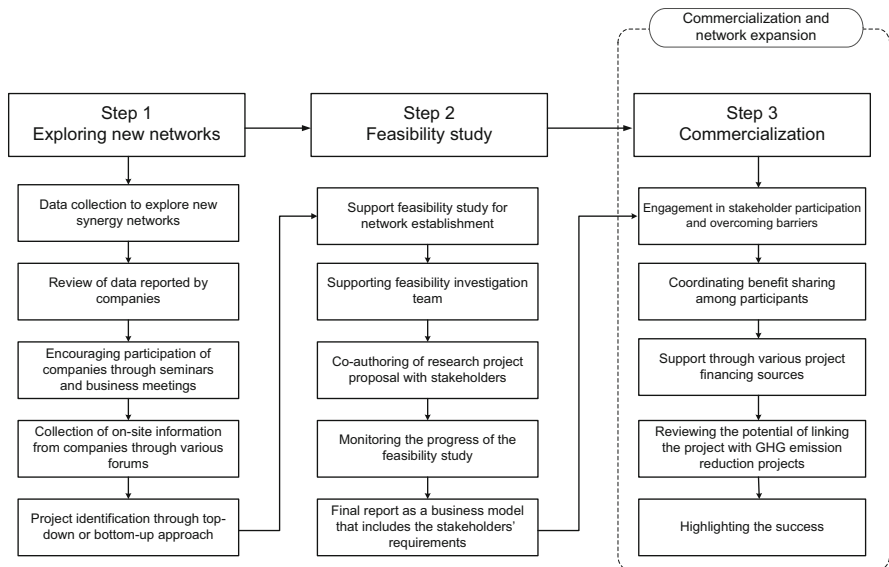 Commercialization and
network expansion
Step 1
Exploring new networks
Data collection to explore new
synergy networks
Review of data reported by
companies
Encouraging participation of
companies through seminars
and business meetings
Collection of on-site information
from companies through various
forums
Project identification through top-
down or bottom-up approach
Step 2
Feasibility study
Support feasibility study for
network establishment
Supporting feasibility investigation
team
Co-authoring of research project
proposal with stakeholders
Monitoring the progress of the
feasibility study
Final report as a business model
that includes the stakeholders’
requirements
Step 3
Commercialization
Engagement in stakeholder participation
and overcoming barriers
Coordinating benefit sharing
among participants
Support through various project
financing sources
Reviewing the potential of linking
the project with GHG emission
reduction projects
Highlighting the success